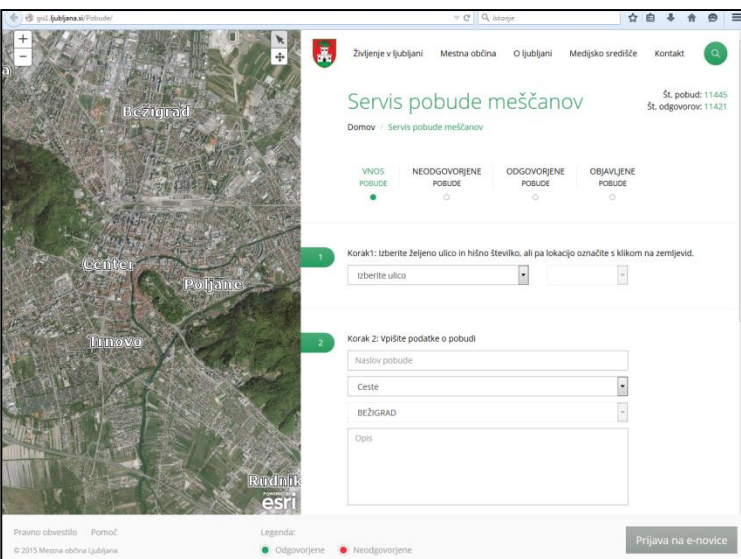 gis1.ljubljana.si/Pobude/
Iskanje
+
−
Bežigrad
Center
Poljane
Trnovo
Rudnik
POWERED BY
esri
Življenje v ljubljani Mestna občina O ljubljani Medijsko središče Kontakt
Servis pobude meščanov
Št. pobud: 11445
Št. odgovorov: 11421
Domov / Servis pobude meščanov
VNOS POBUDE
NEODGOVORJENE POBUDE
ODGOVORJENE POBUDE
OBJAVLJENE POBUDE
1
Korak1: Izberite željeno ulico in hišno številko, ali pa lokacijo označite s klikom na zemljevid.
Izberite ulico
2
Korak 2: Vpišite podatke o pobudi
Naslov pobude
Ceste
BEŽIGRAD
Opis
Pravno obvestilo Pomoč
© 2015 Mestna občina Ljubljana
Legenda:
Odgovorjene Neodgovorjene
Prijava na e-novice